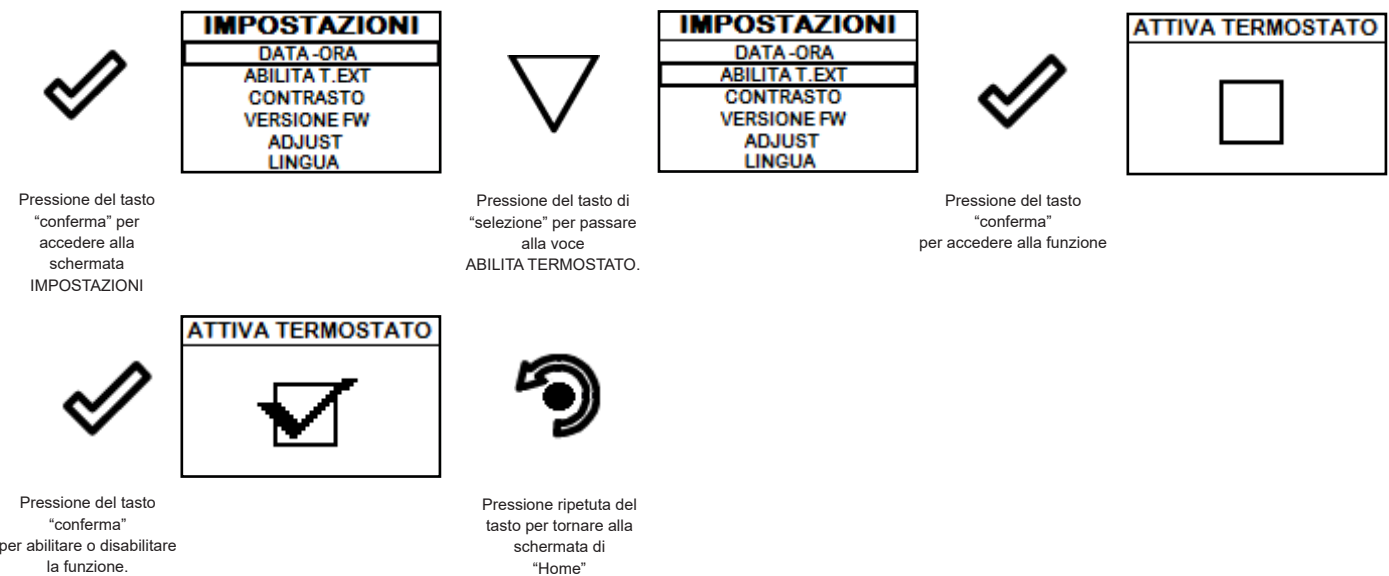 IMPOSTAZIONI
DATA-ORA
ABILITA T.EXT
CONTRASTO
VERSIONE FW
ADJUST
LINGUA
IMPOSTAZIONI
DATA-ORA
ABILITA T.EXT
CONTRASTO
VERSIONE FW
ADJUST
LINGUA
ATTIVA TERMOSTATO
Pressione del tasto
“conferma” per
accedere alla
schermata
IMPOSTAZIONI
Pressione del tasto di
“selezione” per passare
alla voce
ABILITA TERMOSTATO.
Pressione del tasto
“conferma”
per accedere alla funzione
ATTIVA TERMOSTATO
Pressione del tasto
“conferma”
per abilitare o disabilitare
la funzione.
Pressione ripetuta del
tasto per tornare alla
schermata di
“Home”